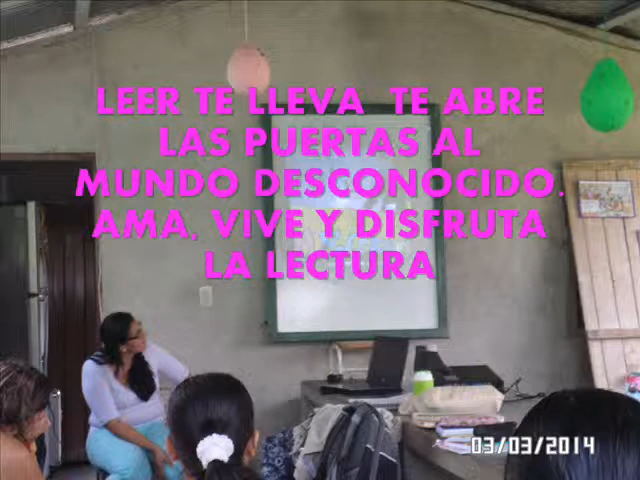 LEER TE LLEVA TE ABRE
LAS PUERTAS AL
MUNDO DESCONOCIDO.
AMA, VIVE Y DISFRUTA
LA LECTURA
03/03/2014